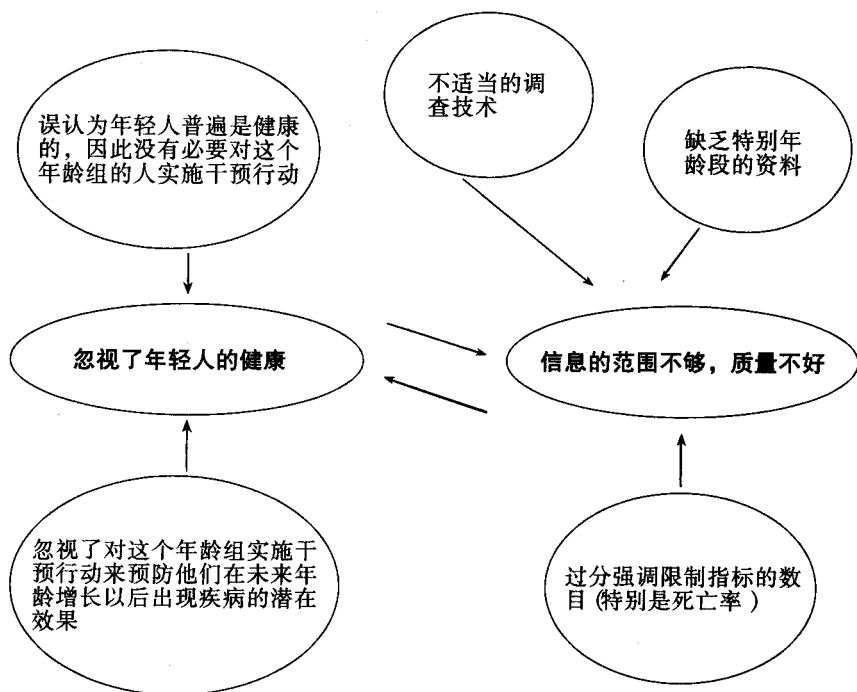 误认为年轻人普遍是健康
的，因此没有必要对这个
年龄组的人实施干预行动
不适当的调
查技术
缺乏特别年
龄段的资料
忽视了年轻人的健康
信息的范围不够，质量不好
忽视了对这个年龄组实施干
预行动来预防他们在未来年
龄增长以后出现疾病的潜在
效果
过分强调限制指标的数
目(特别是死亡率)